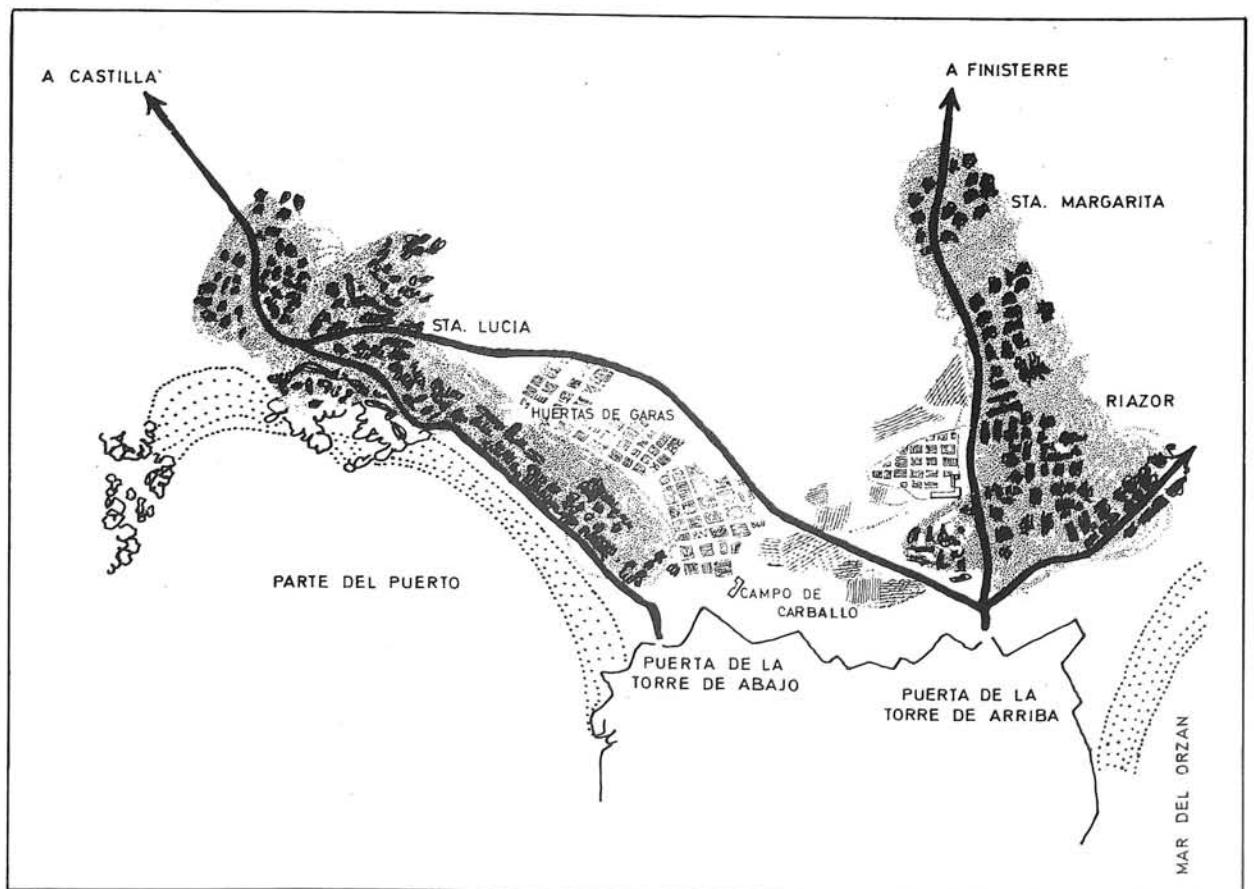 A CASTILLA
A FINISTERRE
STA. MARGARITA
STA. LUCIA
RIAZOR
HUERTAS DE GARAS
PARTE DEL PUERTO
CAMPO DE
CARBALLO
PUERTA DE LA
TORRE DE ABAJO
PUERTA DE LA
TORRE DE ARRIBA
MAR DEL ORZAN